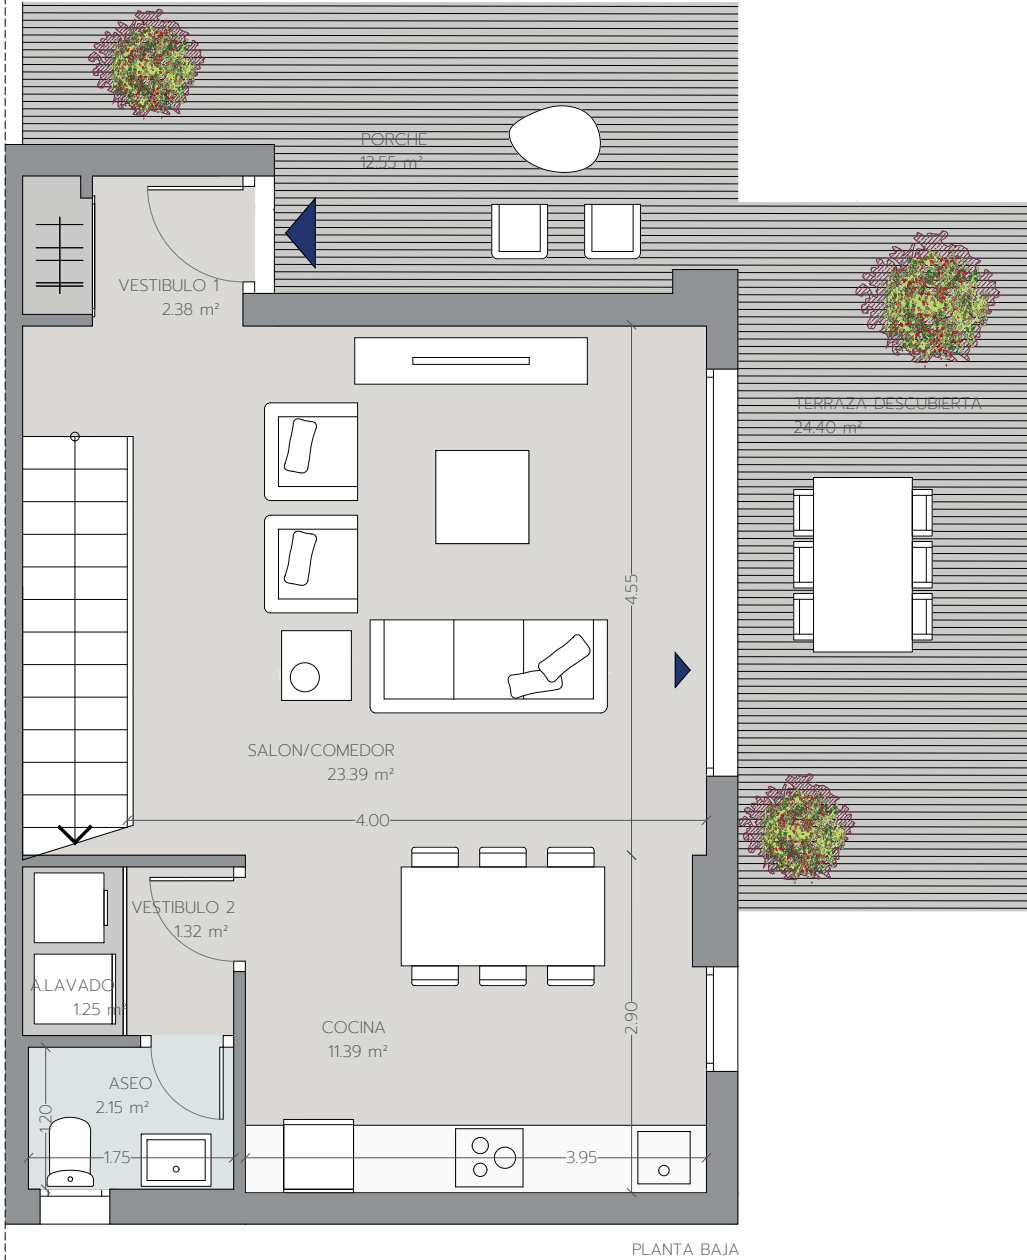 PORCHE
12.55 m²
VESTIBULO 1
2.38 m²
TERRAZA DESCUBIERTA
24.40 m²
4.55
SALON/COMEDOR
23.39 m²
4.00
VESTIBULO 2
1.32 m²
A.LAVADO
1.25 m²
2.90
COCINA
11.39 m²
ASEO
2.15 m²
1.20
1.75
3.95
PLANTA BAJA